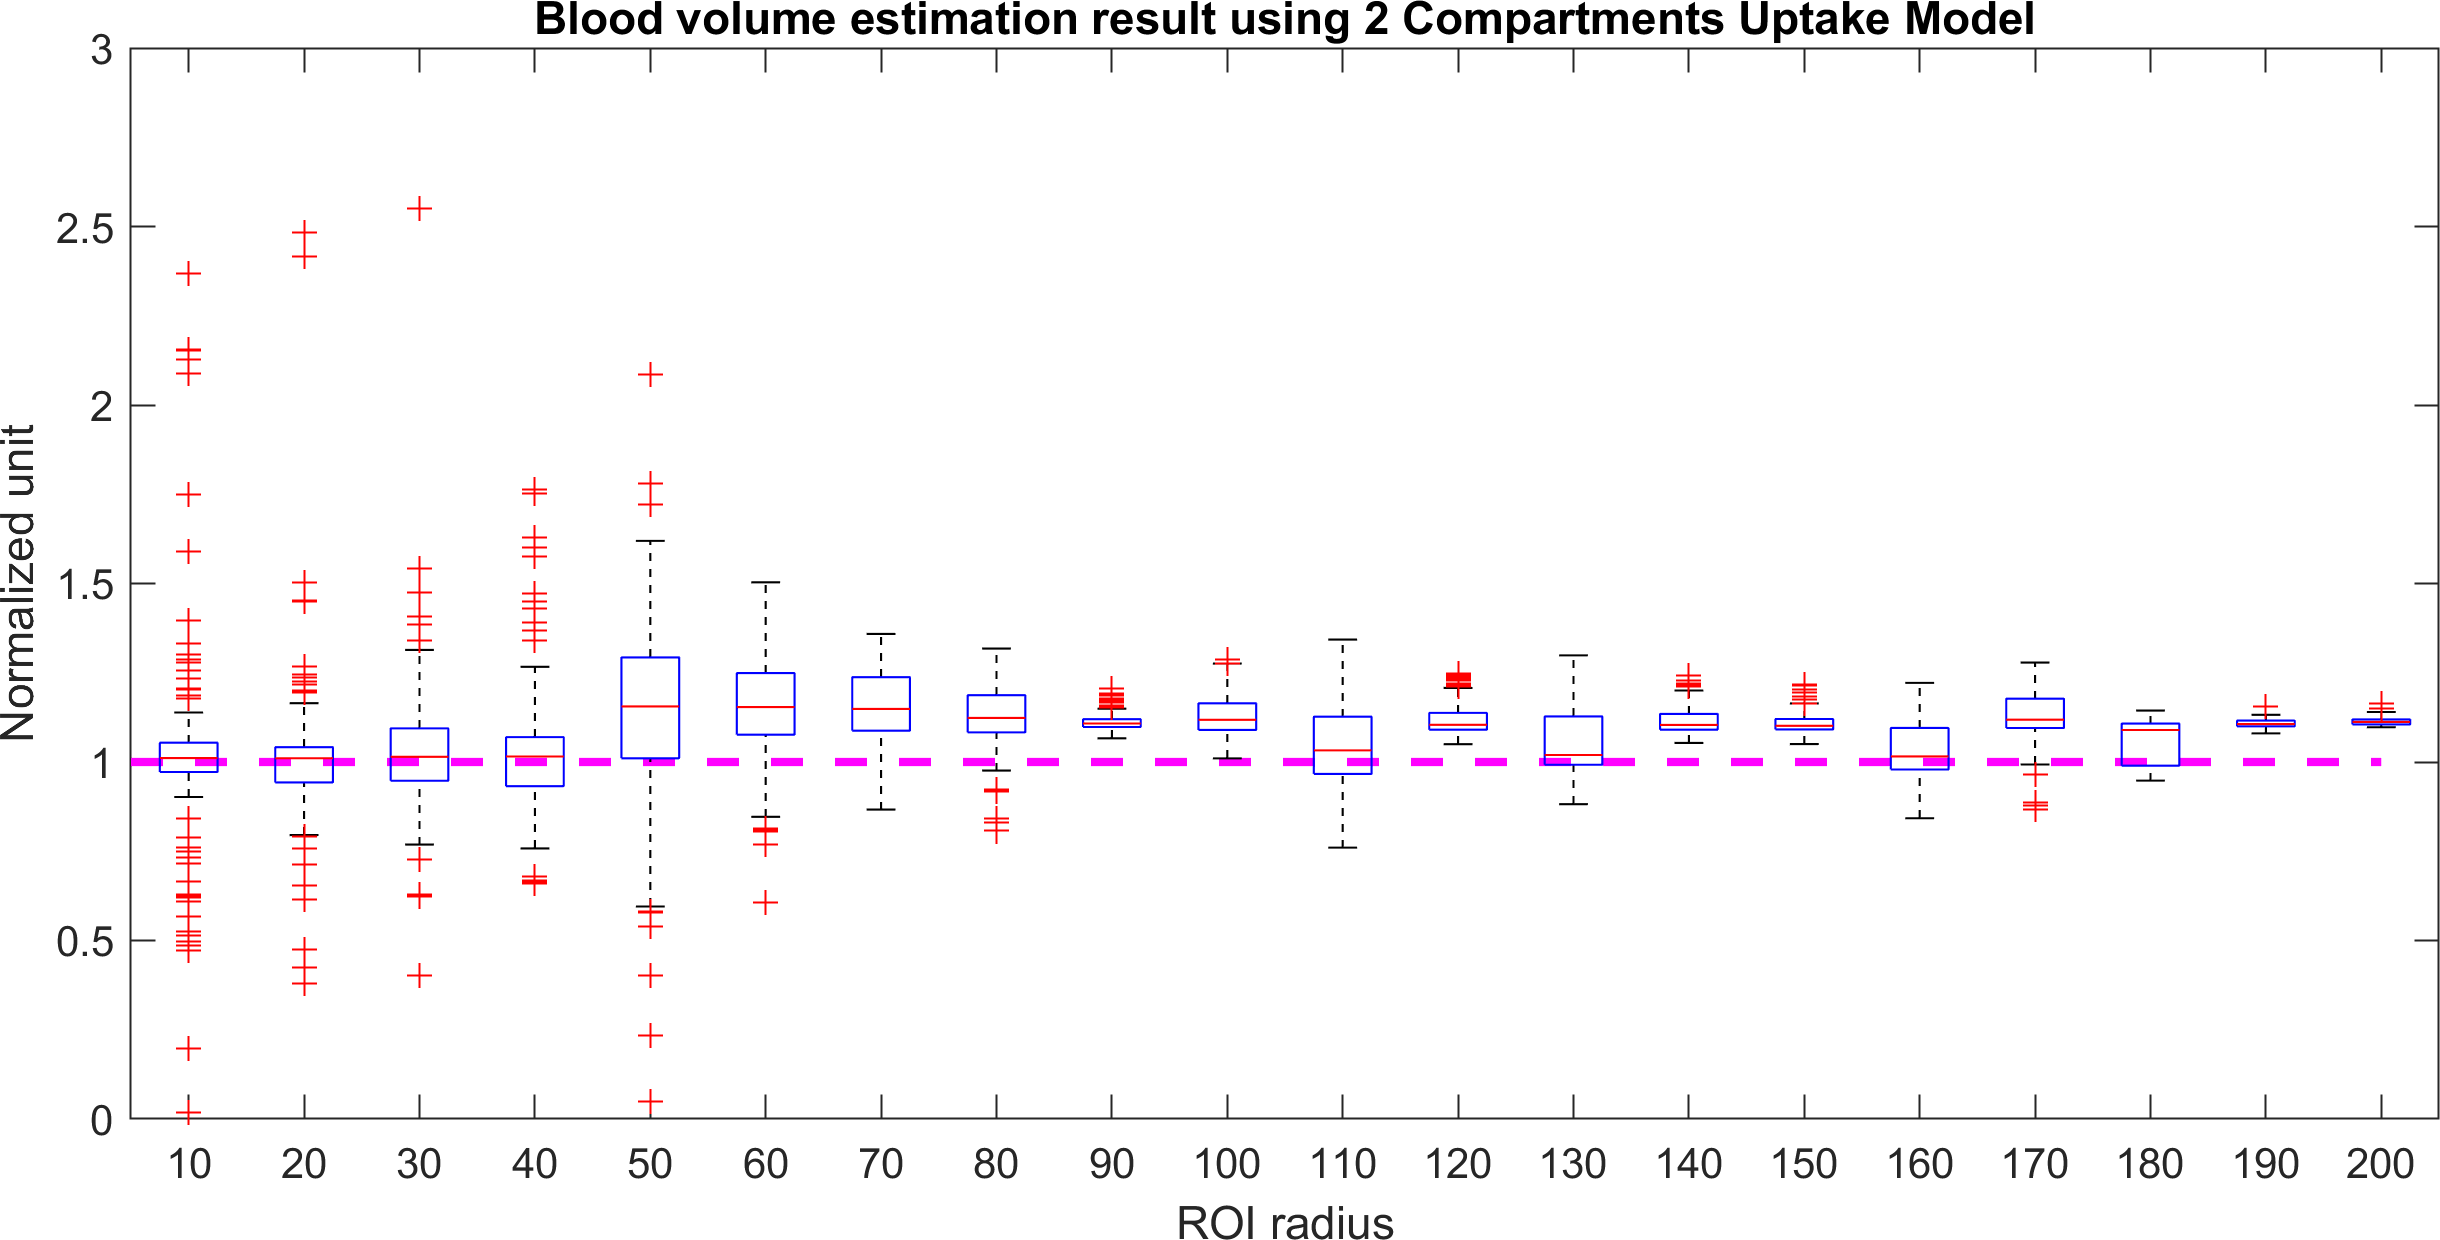 Blood volume estimation result using 2 Compartments Uptake Model
3
2.5
2
1.5
1
0.5
0
Normalized unit
10 20 30 40 50 60 70 80 90 100 110 120 130 140 150 160 170 180 190 200
ROI radius